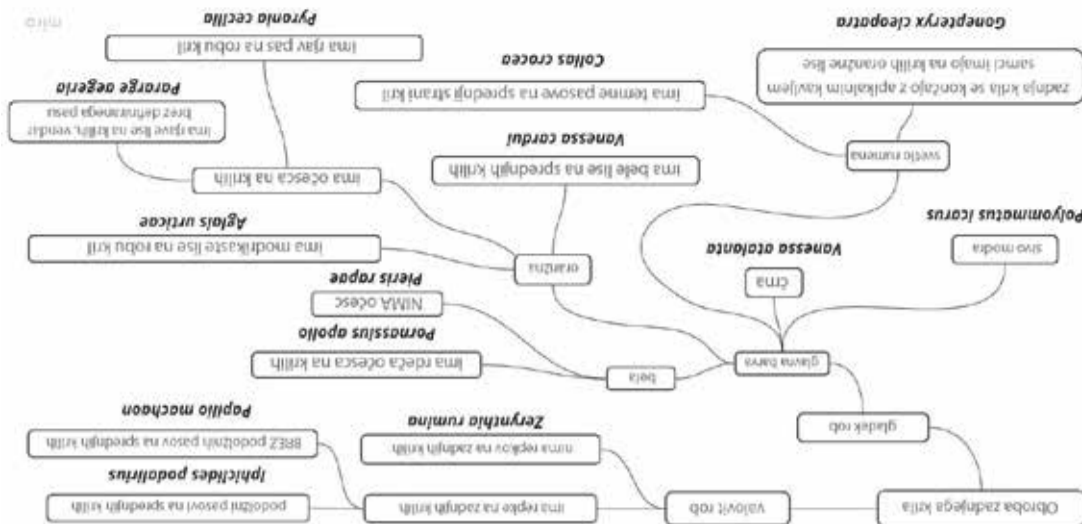 Obroba zadnjega krila
valovit rob
ima repke na zadnjih krilih
podolžni pasovi na sprednjih krilih
Iphiclides podalirius
BREZ podolžnih pasov na sprednjih krilih
Papilio machaon
nima repkov na zadnjih krilih
Zerynthia rumina
gladek rob
glavna barva
bela
ima rdeča očesca na krilih
Parnassius apollo
NIMA očesc
Pieris rapae
oranžna
ima modrikaste lise na robu kril
Aglais urticae
ima očesca na krilih
ima rjave lise na krilih, vendar
brez definiranega pasu
Pararge aegeria
ima rjav pas na robu kril
Pyrania cecilia
ima bele lise na sprednjih krilih
Vanessa cardui
črna
Vanessa atalanta
sivo modra
Polyommatus icarus
svetlo rumena
ima temne pasove na sprednji strani kril
Colias crocea
zadnja krila se končajo z apikalnim kavljem
samci imajo na krilih oranžne lise
Gonepteryx cleopatra
miro